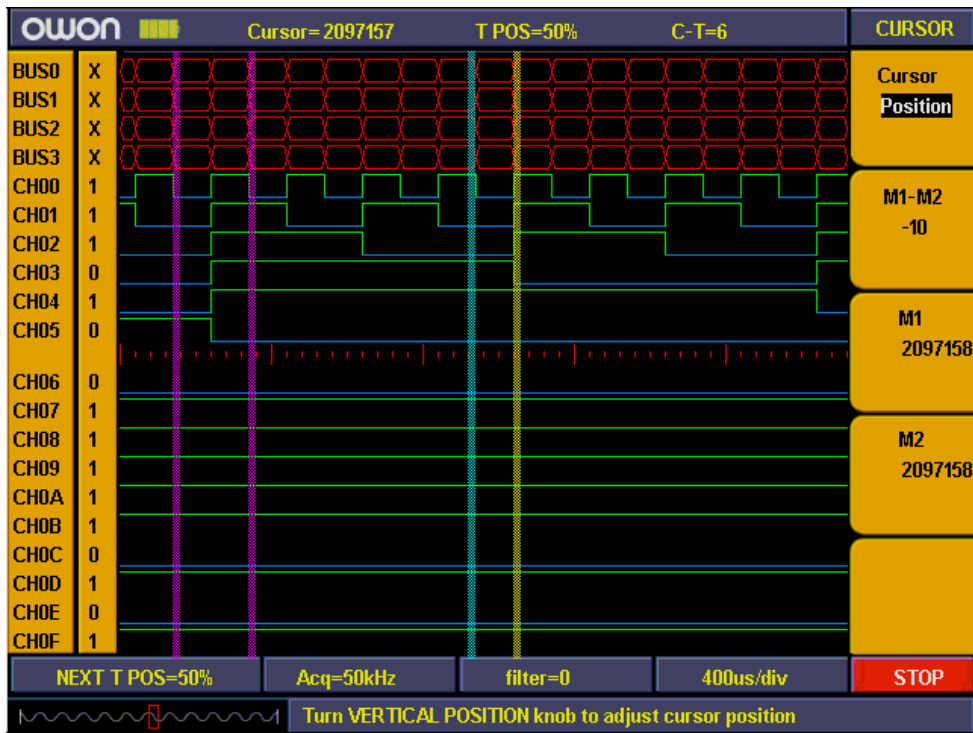 OWON Cursor=2097157 T POS=50% C-T=6 CURSOR
BUS0 X
BUS1 X
BUS2 X
BUS3 X
CH00 1
CH01 1
CH02 1
CH03 0
CH04 1
CH05 0
CH06 0
CH07 1
CH08 1
CH09 1
CH0A 1
CH0B 1
CH0C 0
CH0D 1
CH0E 0
CH0F 1
Cursor
Position
M1-M2
-10
M1
2097158
M2
2097158
NEXT T POS=50% Acq=50kHz filter=0 400us/div STOP
Turn VERTICAL POSITION knob to adjust cursor position